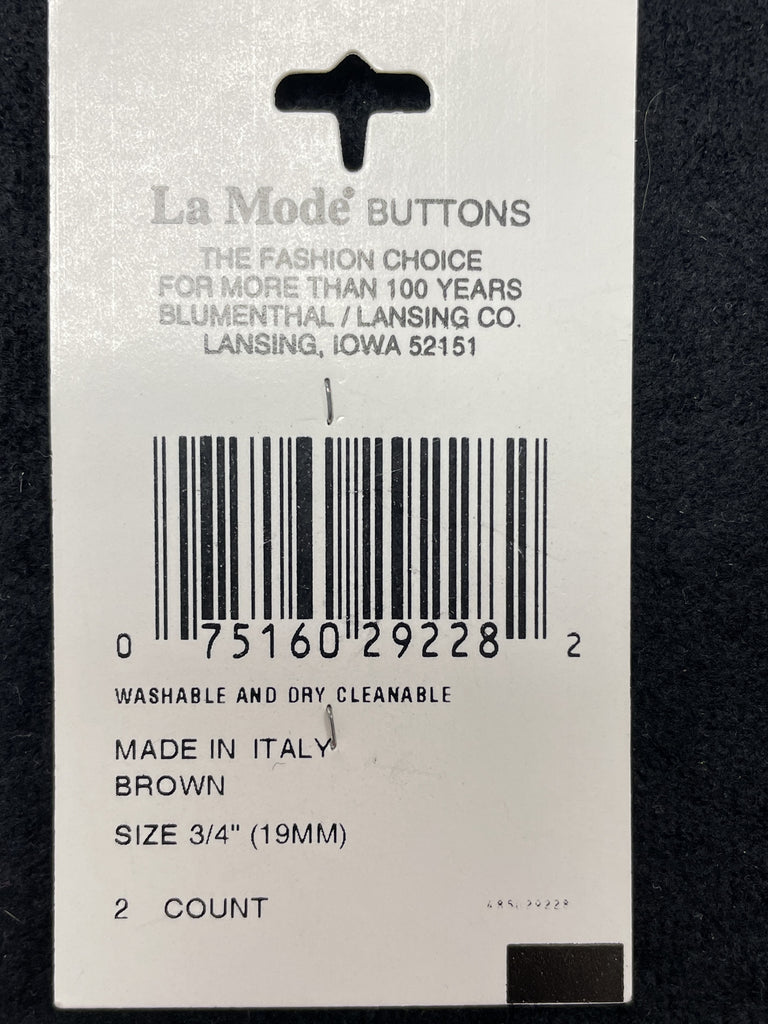 La Mode® BUTTONS
THE FASHION CHOICE
FOR MORE THAN 100 YEARS
BLUMENTHAL / LANSING CO.
LANSING, IOWA 52151
0 75160 29228 2
WASHABLE AND DRY CLEANABLE
MADE IN ITALY
BROWN
SIZE 3/4" (19MM)
2 COUNT